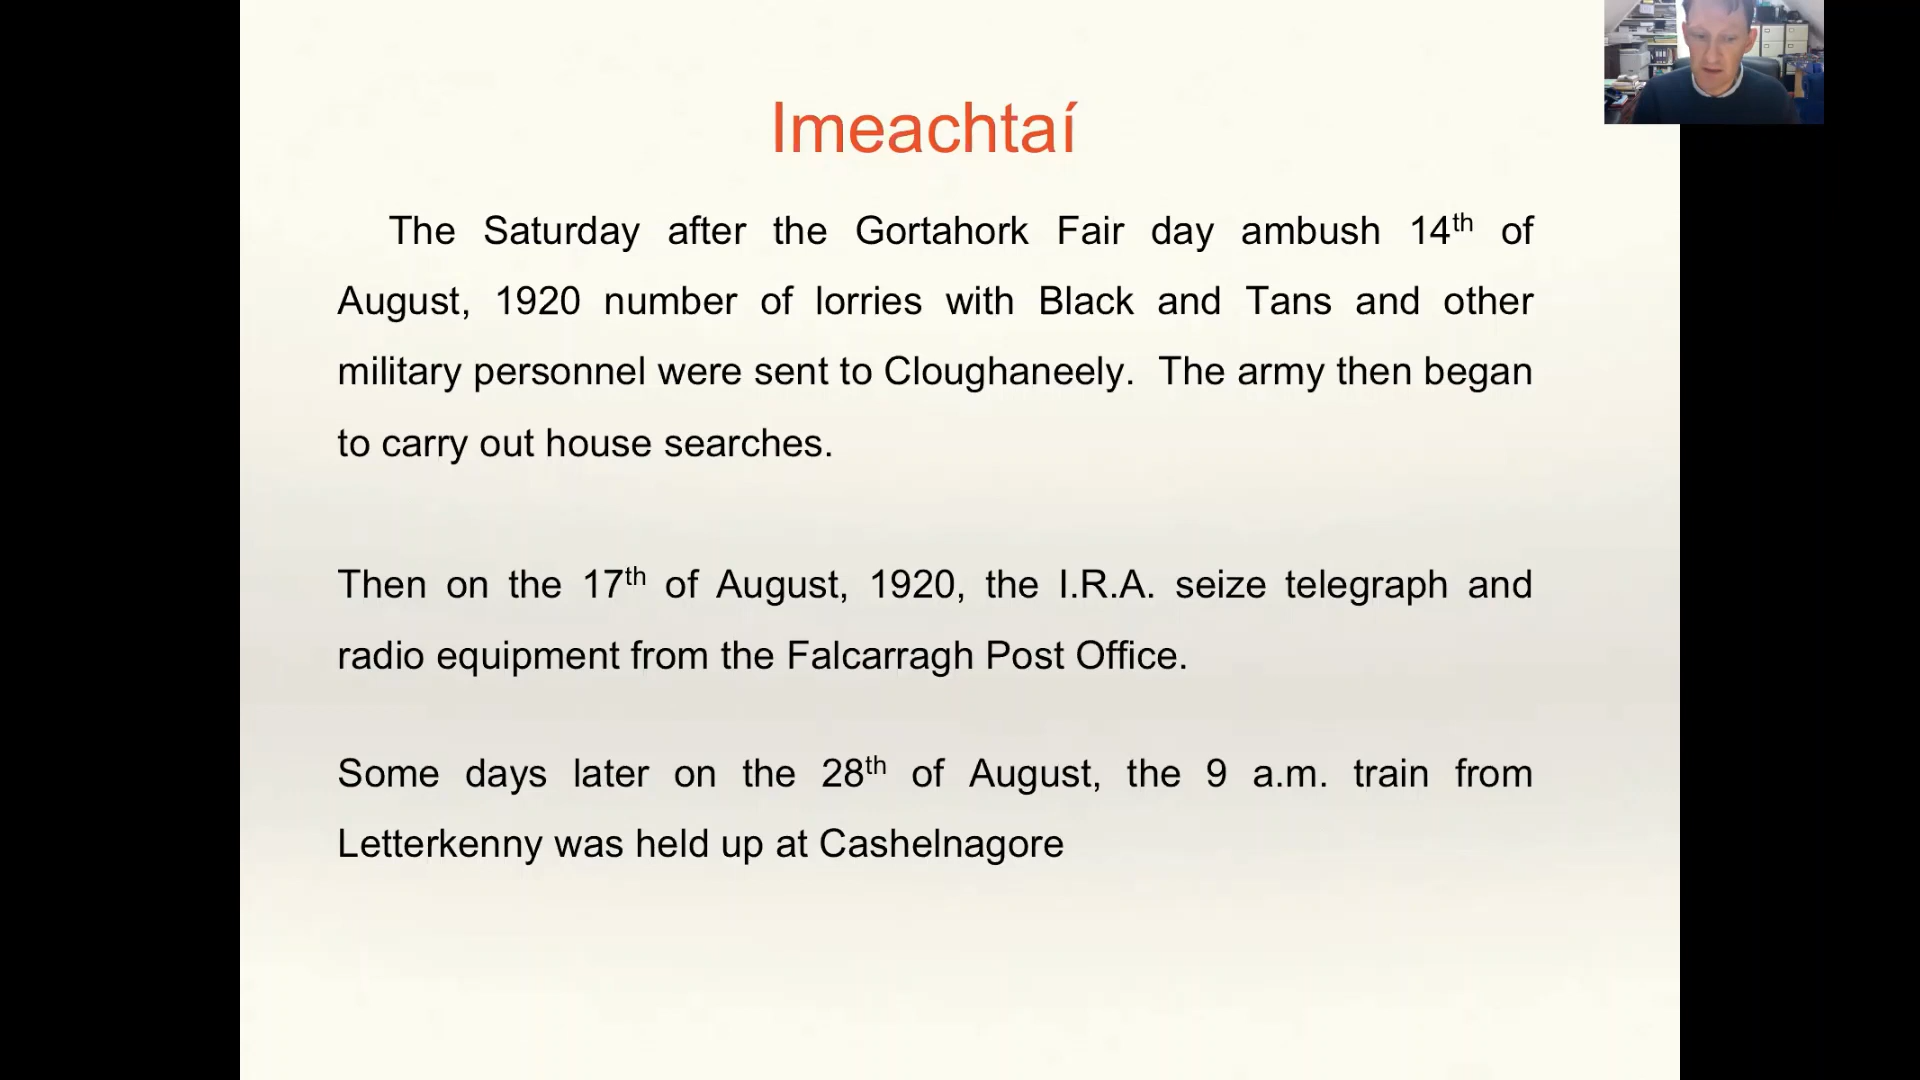 Imeachtaí
The Saturday after the Gortahork Fair day ambush 14th of
August, 1920 number of lorries with Black and Tans and other
military personnel were sent to Cloughaneely. The army then began
to carry out house searches.
Then on the 17th of August, 1920, the I.R.A. seize telegraph and
radio equipment from the Falcarragh Post Office.
Some days later on the 28th of August, the 9 a.m. train from
Letterkenny was held up at Cashelnagore